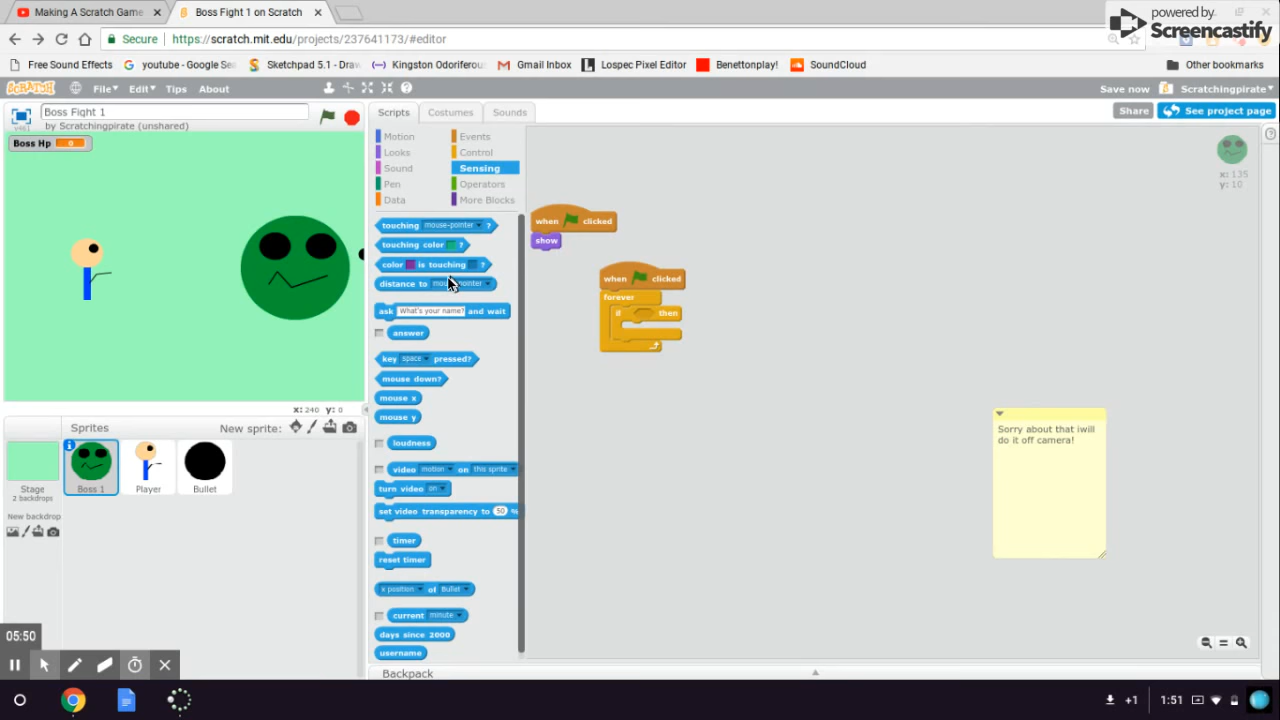 powered by
Screencastify
Making A Scratch Game
Boss Fight 1 on Scratch
Secure
https://scratch.mit.edu/projects/237641173/#editor
Free Sound Effects
youtube - Google Se
Sketchpad 5.1 - Draw
Kingston Odoriferous
Gmail Inbox
Lospec Pixel Editor
Benettonplay!
SoundCloud
Other bookmarks
SCRATCH
File
Edit
Tips
About
Save now
Scratchingpirate
Boss Fight 1
by Scratchingpirate (unshared)
v461
Scripts
Costumes
Sounds
Share
See project page
Boss Hp 0
Motion
Events
Looks
Control
Sound
Sensing
Pen
Operators
Data
More Blocks
touching mouse-pointer ?
touching color ?
color is touching ?
distance to
ask What's your name? and wait
answer
key space pressed?
mouse down?
mouse x
mouse y
loudness
video motion on this sprite
turn video on
set video transparency to 50 %
timer
reset timer
x position of Bullet
current minute
days since 2000
username
when clicked
show
when clicked
forever
if then
x: 135
y: 10
Sorry about that iwill
do it off camera!
x: 240 y: 0
Sprites
New sprite:
Stage
2 backdrops
New backdrop
Boss 1
Player
Bullet
Backpack
05:50
+1
1:51